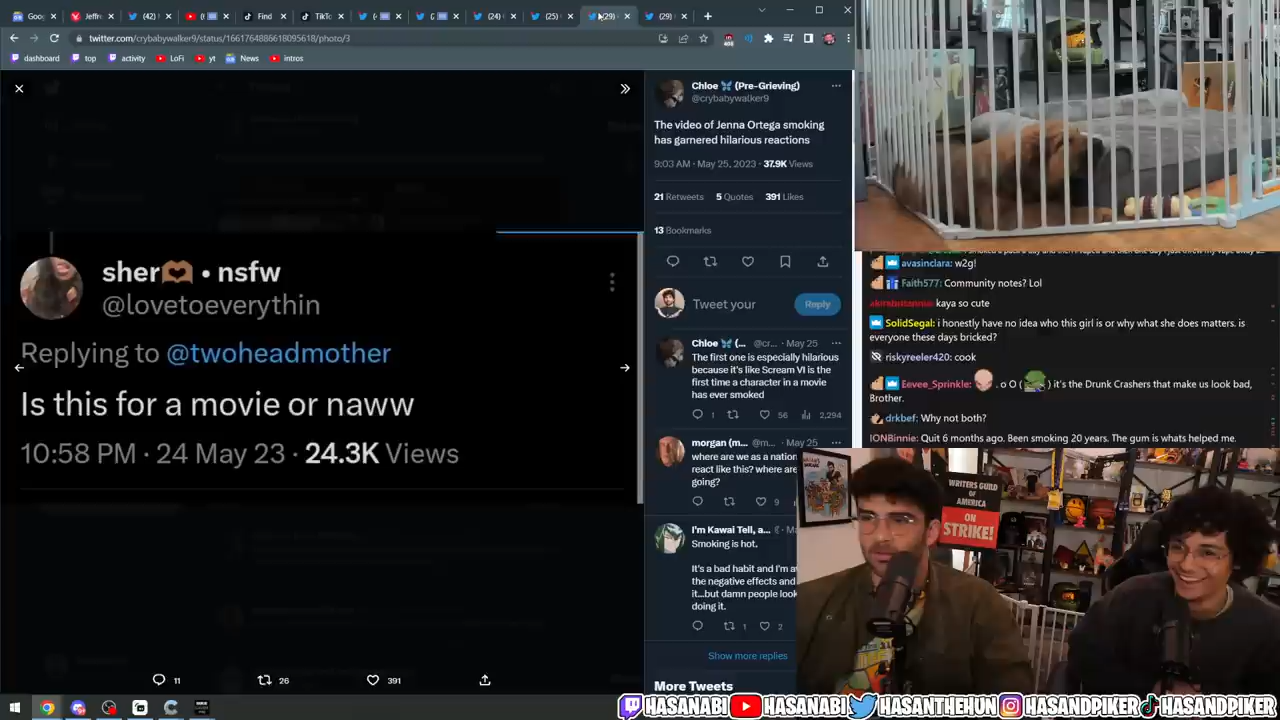 Goo
Jeffre
(42)
Find
TikTo
(24)
(25)
(29)
(29)
twitter.com/crybabywalker9/status/1661764886618095618/photo/3
dashboard
top
activity
LoFi
yt
News
intros
sher • nsfw
@lovetoeverythin
Replying to @twoheadmother
Is this for a movie or naww
10:58 PM · 24 May 23 · 24.3K Views
11
26
391
Chloe (Pre-Grieving)
@crybabywalker9
The video of Jenna Ortega smoking
has garnered hilarious reactions
9:03 AM · May 25, 2023 · 37.9K Views
21 Retweets 5 Quotes 391 Likes
13 Bookmarks
Tweet your
Reply
Chloe (... @cr... · May 25
The first one is especially hilarious
because it's like Scream VI is the
first time a character in a movie
has ever smoked
1 56 2,294
morgan (m... @m... · May 25
where are we as a nation
react like this? where are
going?
9
I'm Kawai Tell, a...
Smoking is hot.
It's a bad habit and I'm a
the negative effects and
it...but damn people look
doing it.
1 2
Show more replies
More Tweets
avasinclara: w2g!
Faith577: Community notes? Lol
kaya so cute
SolidSegal: i honestly have no idea who this girl is or why what she does matters. is
everyone these days bricked?
riskyreeler420: cook
Eevee_Sprinkle: . o O ( ) it's the Drunk Crashers that make us look bad,
Brother.
drkbef: Why not both?
IONBinnie: Quit 6 months ago. Been smoking 20 years. The gum is whats helped me.
WRITERS GUILD
OF
AMERICA
ON
STRIKE!
HASANABI HASANABI HASANTHEHUN HASANDPIKER HASANDPIKER